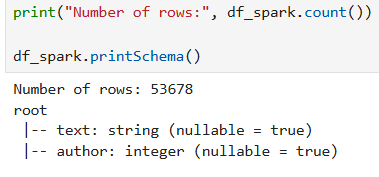 print("Number of rows:", df_spark.count())
df_spark.printSchema()
Number of rows: 53678
root
 |-- text: string (nullable = true)
 |-- author: integer (nullable = true)